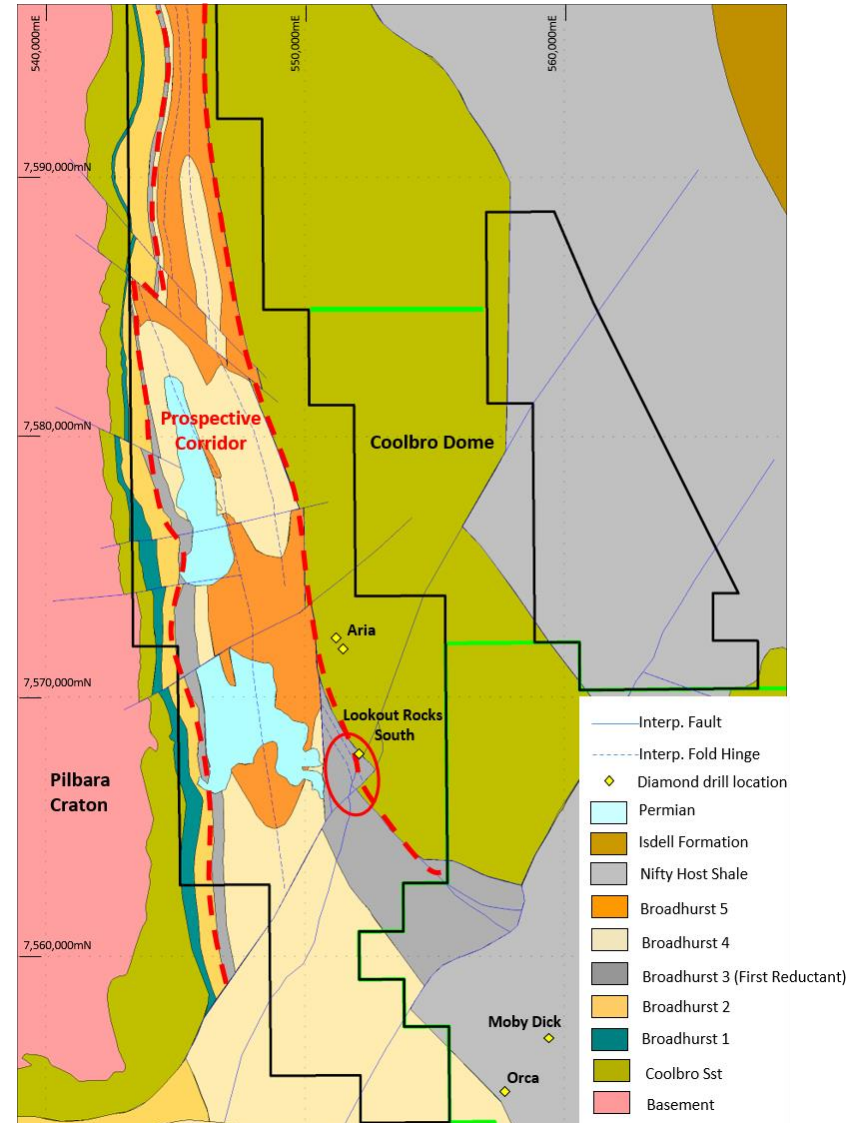 540,000mE
550,000mE
560,000mE
7,590,000mN
Prospective
Corridor
7,580,000mN
Coolbro Dome
Aria
7,570,000mN
Lookout Rocks
South
Pilbara
Craton
7,560,000mN
Moby Dick
Orca
Interp. Fault
Interp. Fold Hinge
Diamond drill location
Permian
Isdell Formation
Nifty Host Shale
Broadhurst 5
Broadhurst 4
Broadhurst 3 (First Reductant)
Broadhurst 2
Broadhurst 1
Coolbro Sst
Basement